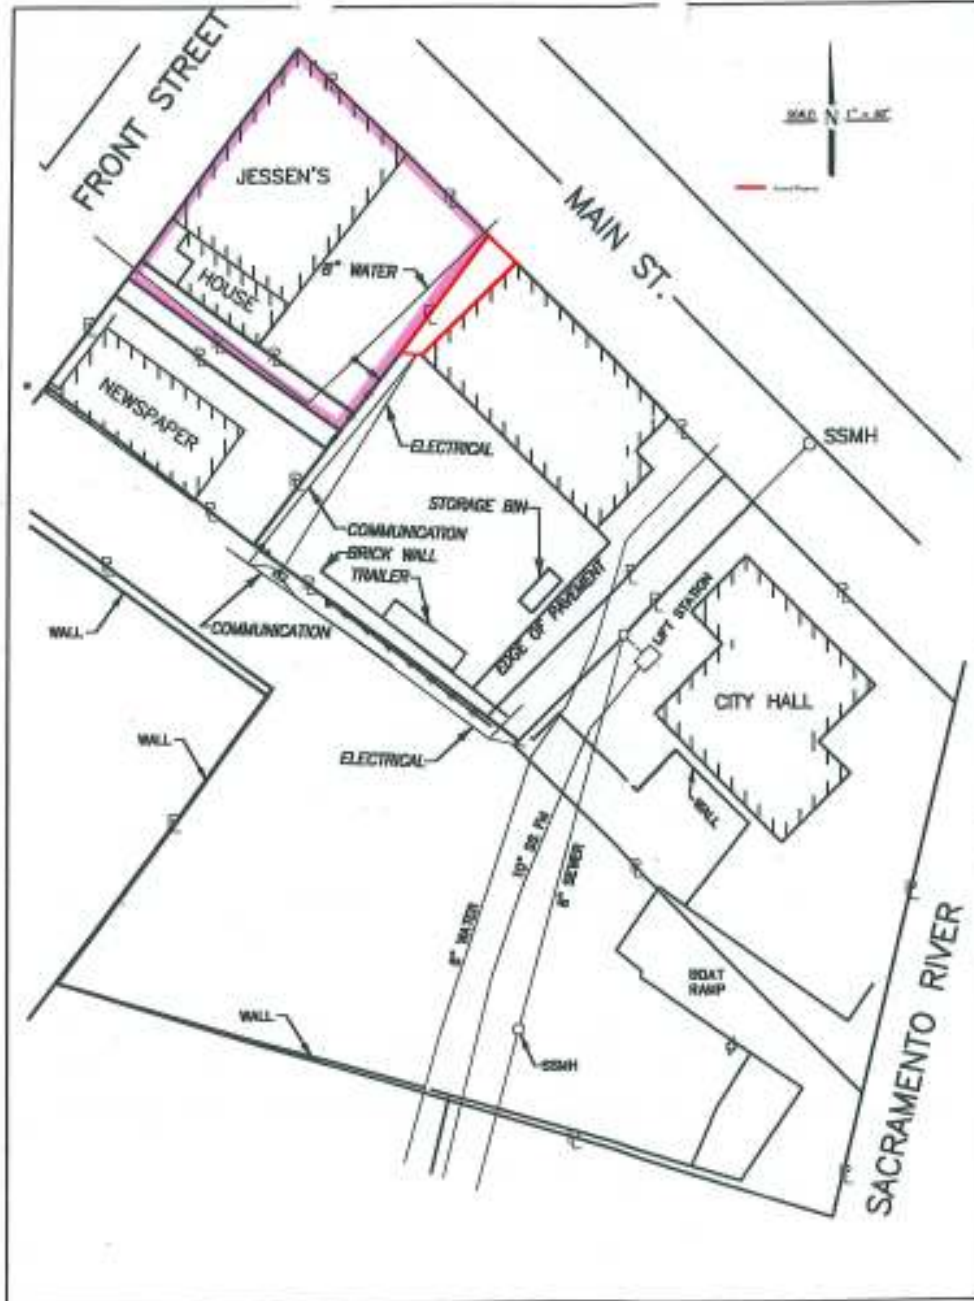 FRONT STREET
MAIN ST.
N
JESSEN'S
HOUSE
8" WATER
NEWSPAPER
ELECTRICAL
SSMH
STORAGE BIN
COMMUNICATION
BRICK WALL
TRAILER
EDGE OF PAVEMENT
LIFT STATION
COMMUNICATION
WALL
CITY HALL
WALL
ELECTRICAL
WALL
10" SS FM
8" SEWER
8" WATER
BOAT
RAMP
WALL
SSMH
SACRAMENTO RIVER